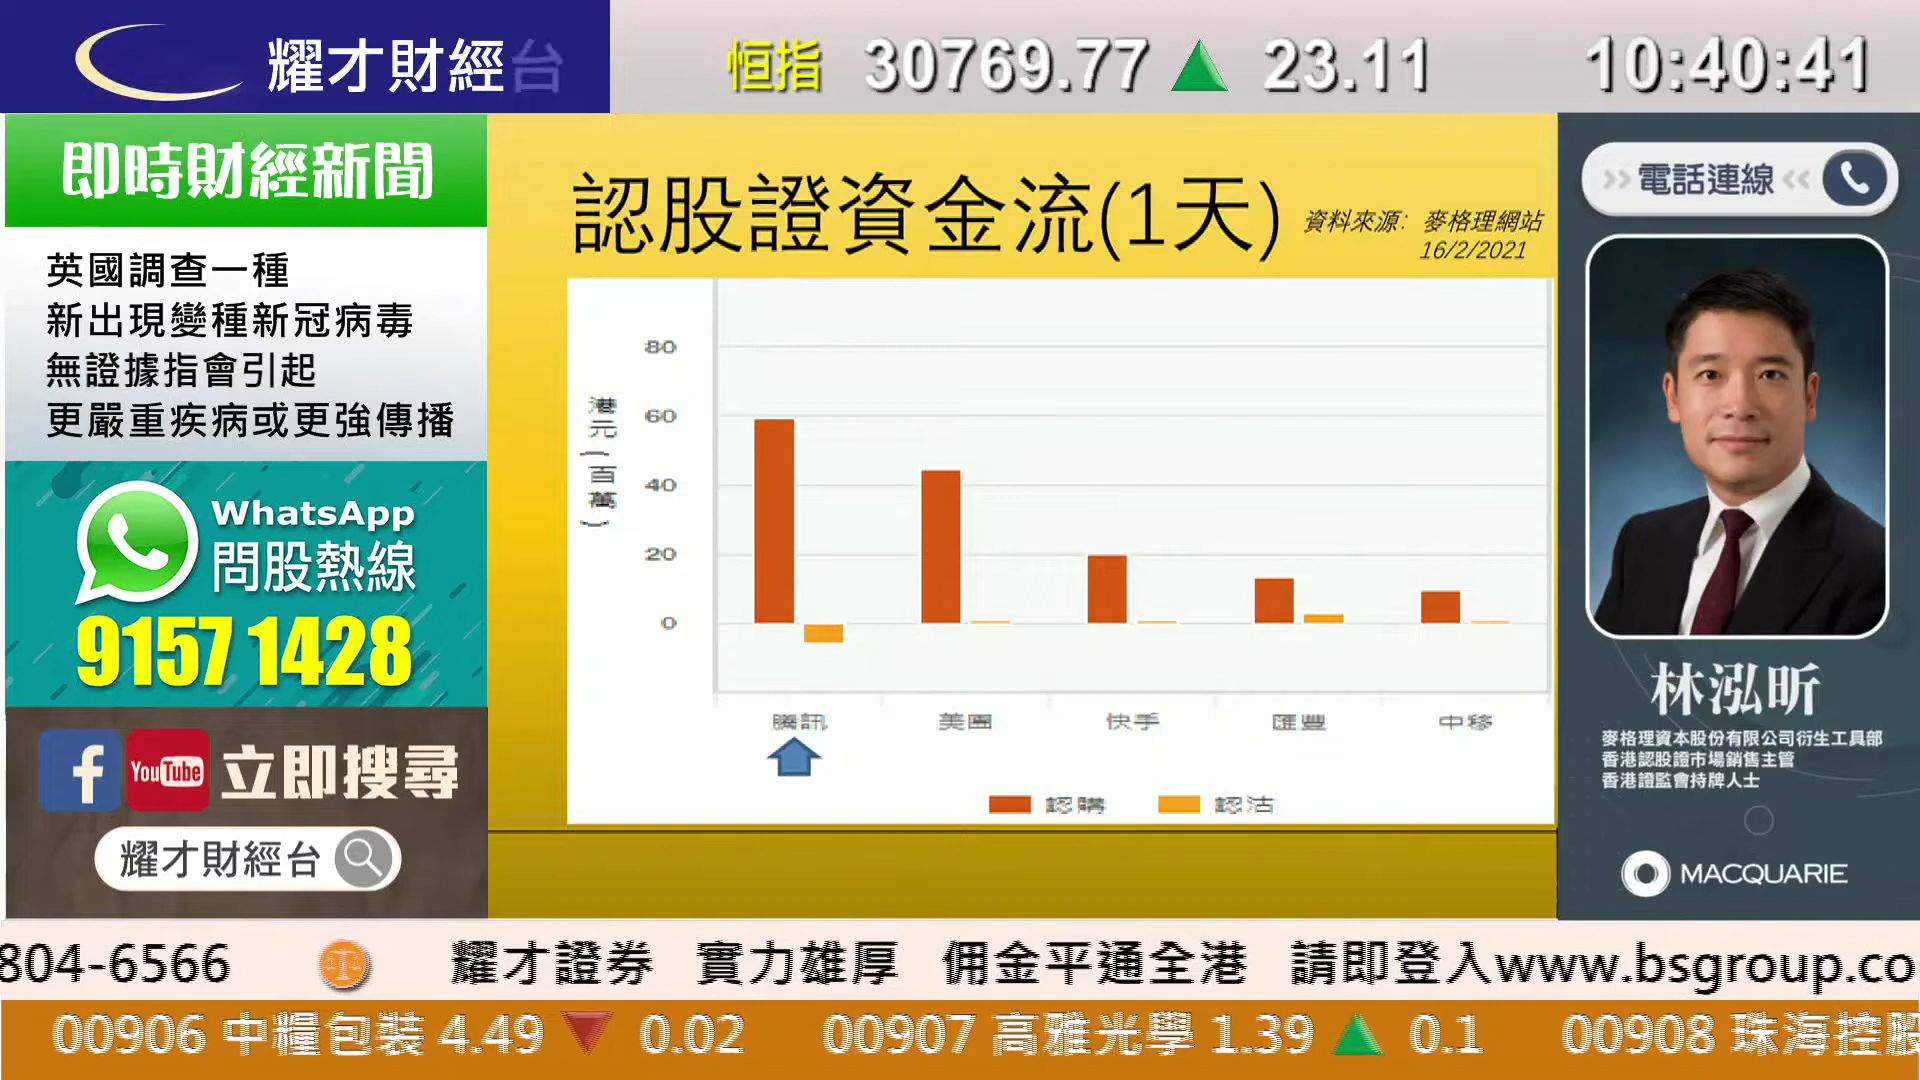 耀才財經台
恒指 30769.77 ▲ 23.11 10:40:41
即時財經新聞
英國調查一種
新出現變種新冠病毒
無證據指會引起
更嚴重疾病或更強傳播
WhatsApp
問股熱線
9157 1428
f YouTube 立即搜尋
耀才財經台
認股證資金流(1天)
資料來源：麥格理網站
16/2/2021
港元(百萬)
80
60
40
20
0
騰訊 美團 快手 匯豐 中移
認購 認沽
>> 電話連線 <<
林泓昕
麥格理資本股份有限公司衍生工具部
香港認股證市場銷售主管
香港證監會持牌人士
MACQUARIE
804-6566 耀才證券 實力雄厚 佣金平通全港 請即登入www.bsgroup.co
00906 中糧包裝 4.49 ▼ 0.02 00907 高雅光學 1.39 ▲ 0.1 00908 珠海控股